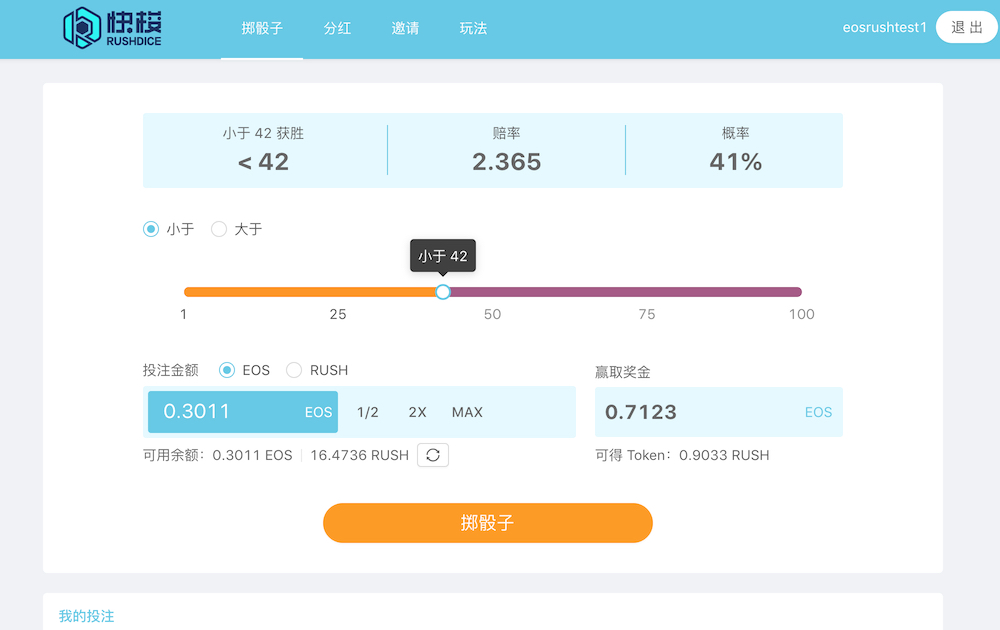 快梭
RUSHDICE
掷骰子 分红 邀请 玩法
eosrushtest1 退 出
小于 42 获胜 赔率 概率
< 42 2.365 41%
小于 大于
小于 42
1 25 50 75 100
投注金额 EOS RUSH 赢取奖金
0.3011 EOS 1/2 2X MAX 0.7123 EOS
可用余额：0.3011 EOS 16.4736 RUSH 可得 Token：0.9033 RUSH
掷骰子
我的投注